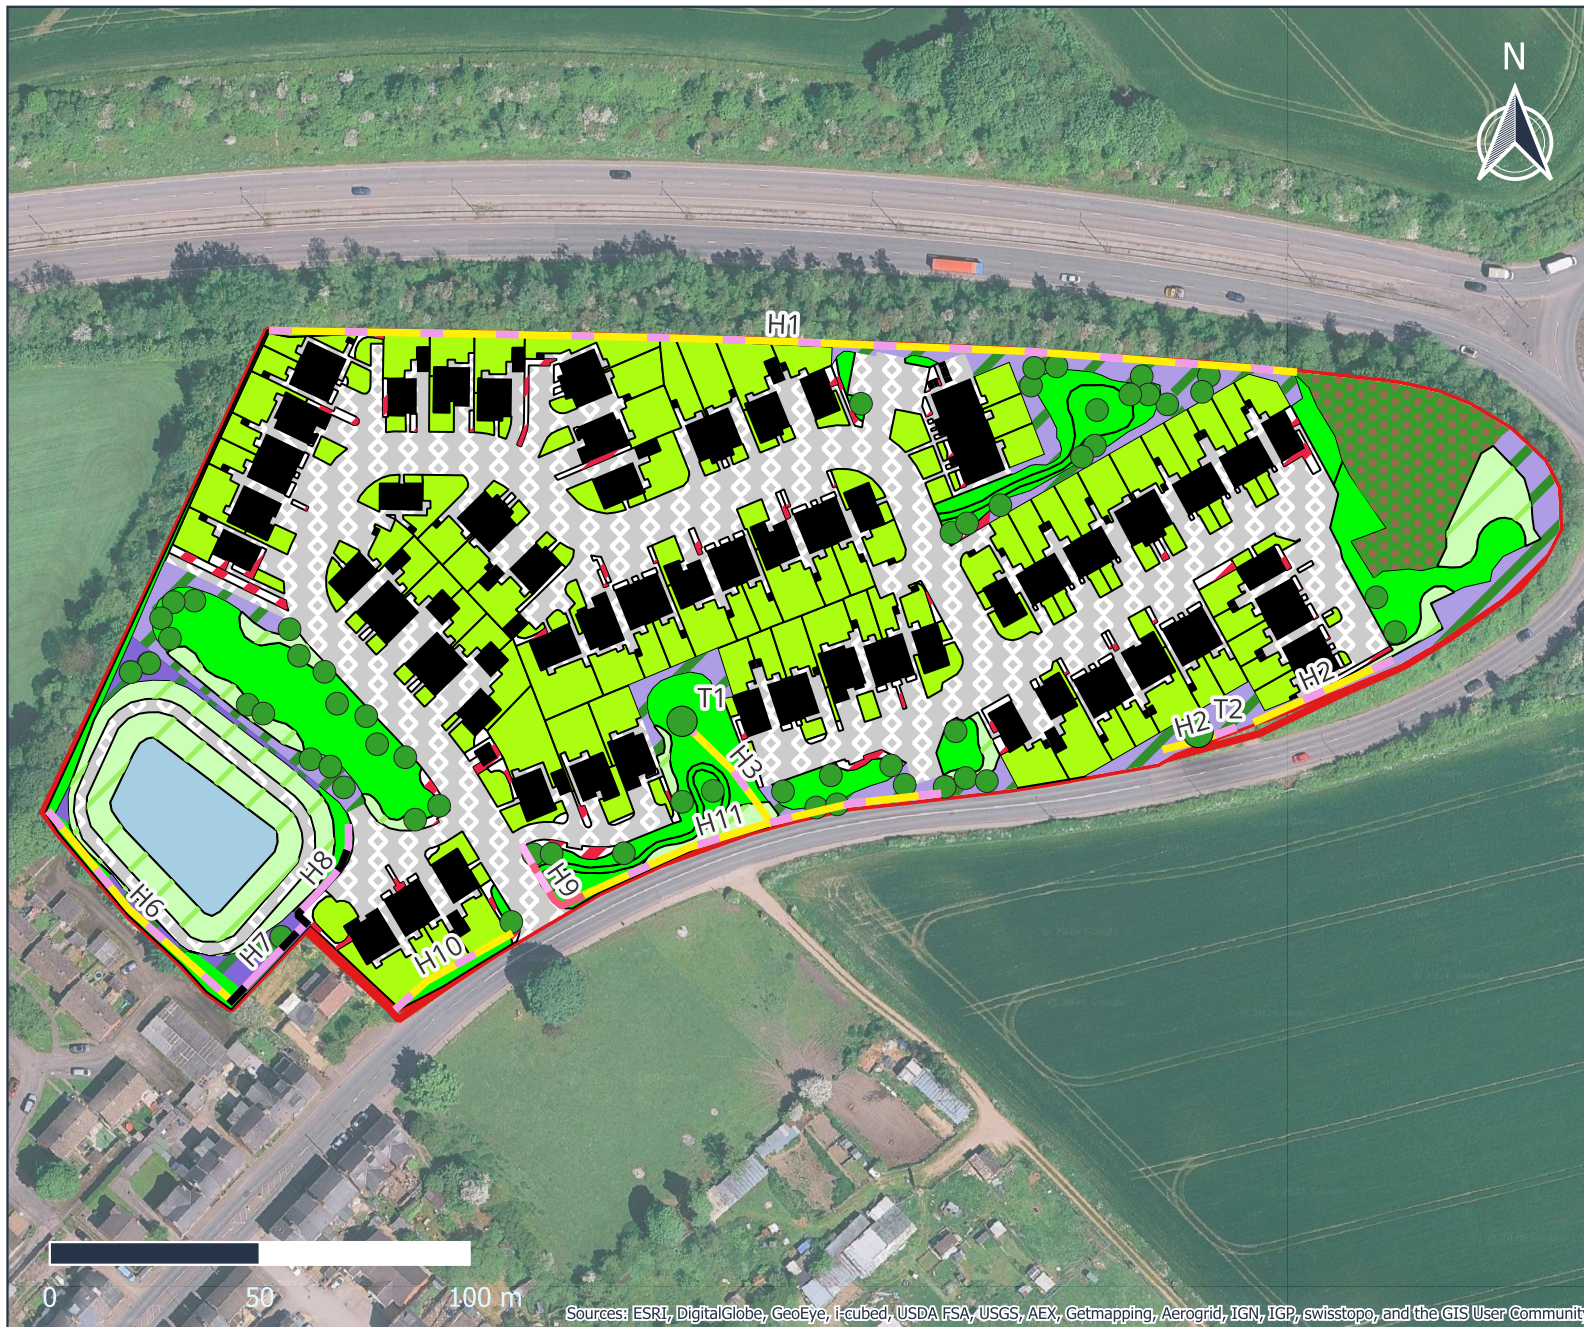 N
H1
T1
H3
H11
H2
T2
H2
H8
H6
H7
H9
H10
0 50 100 m
Sources: ESRI, DigitalGlobe, GeoEye, i-cubed, USDA FSA, USGS, AEX, Getmapping, Aerogrid, IGN, IGP, swisstopo, and the GIS User Community